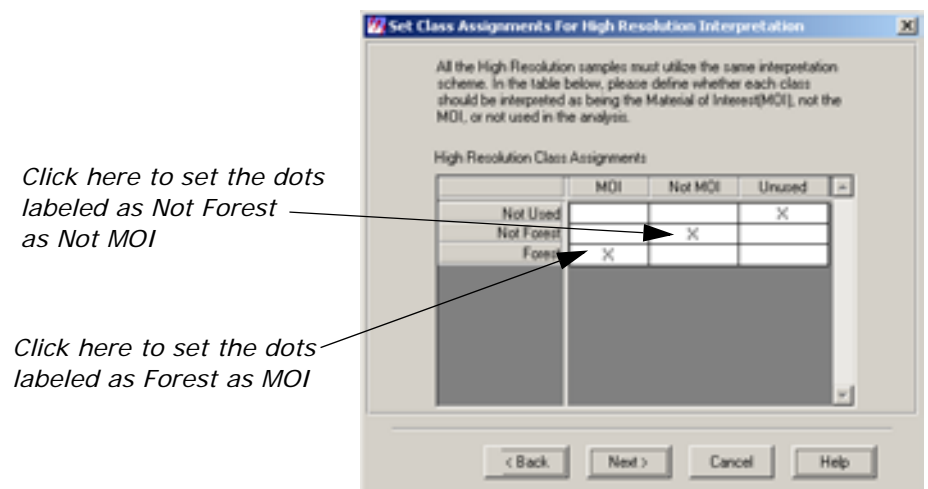 Set Class Assignments For High Resolution Interpretation
All the High Resolution samples must utilize the same interpretation
scheme. In the table below, please define whether each class
should be interpreted as being the Material of Interest(MOI), not the
MOI, or not used in the analysis.
High Resolution Class Assignments
MOI Not MOI Unused
Not Used X
Not Forest X
Forest X
Click here to set the dots
labeled as Not Forest
as Not MOI
Click here to set the dots
labeled as Forest as MOI
< Back Next > Cancel Help